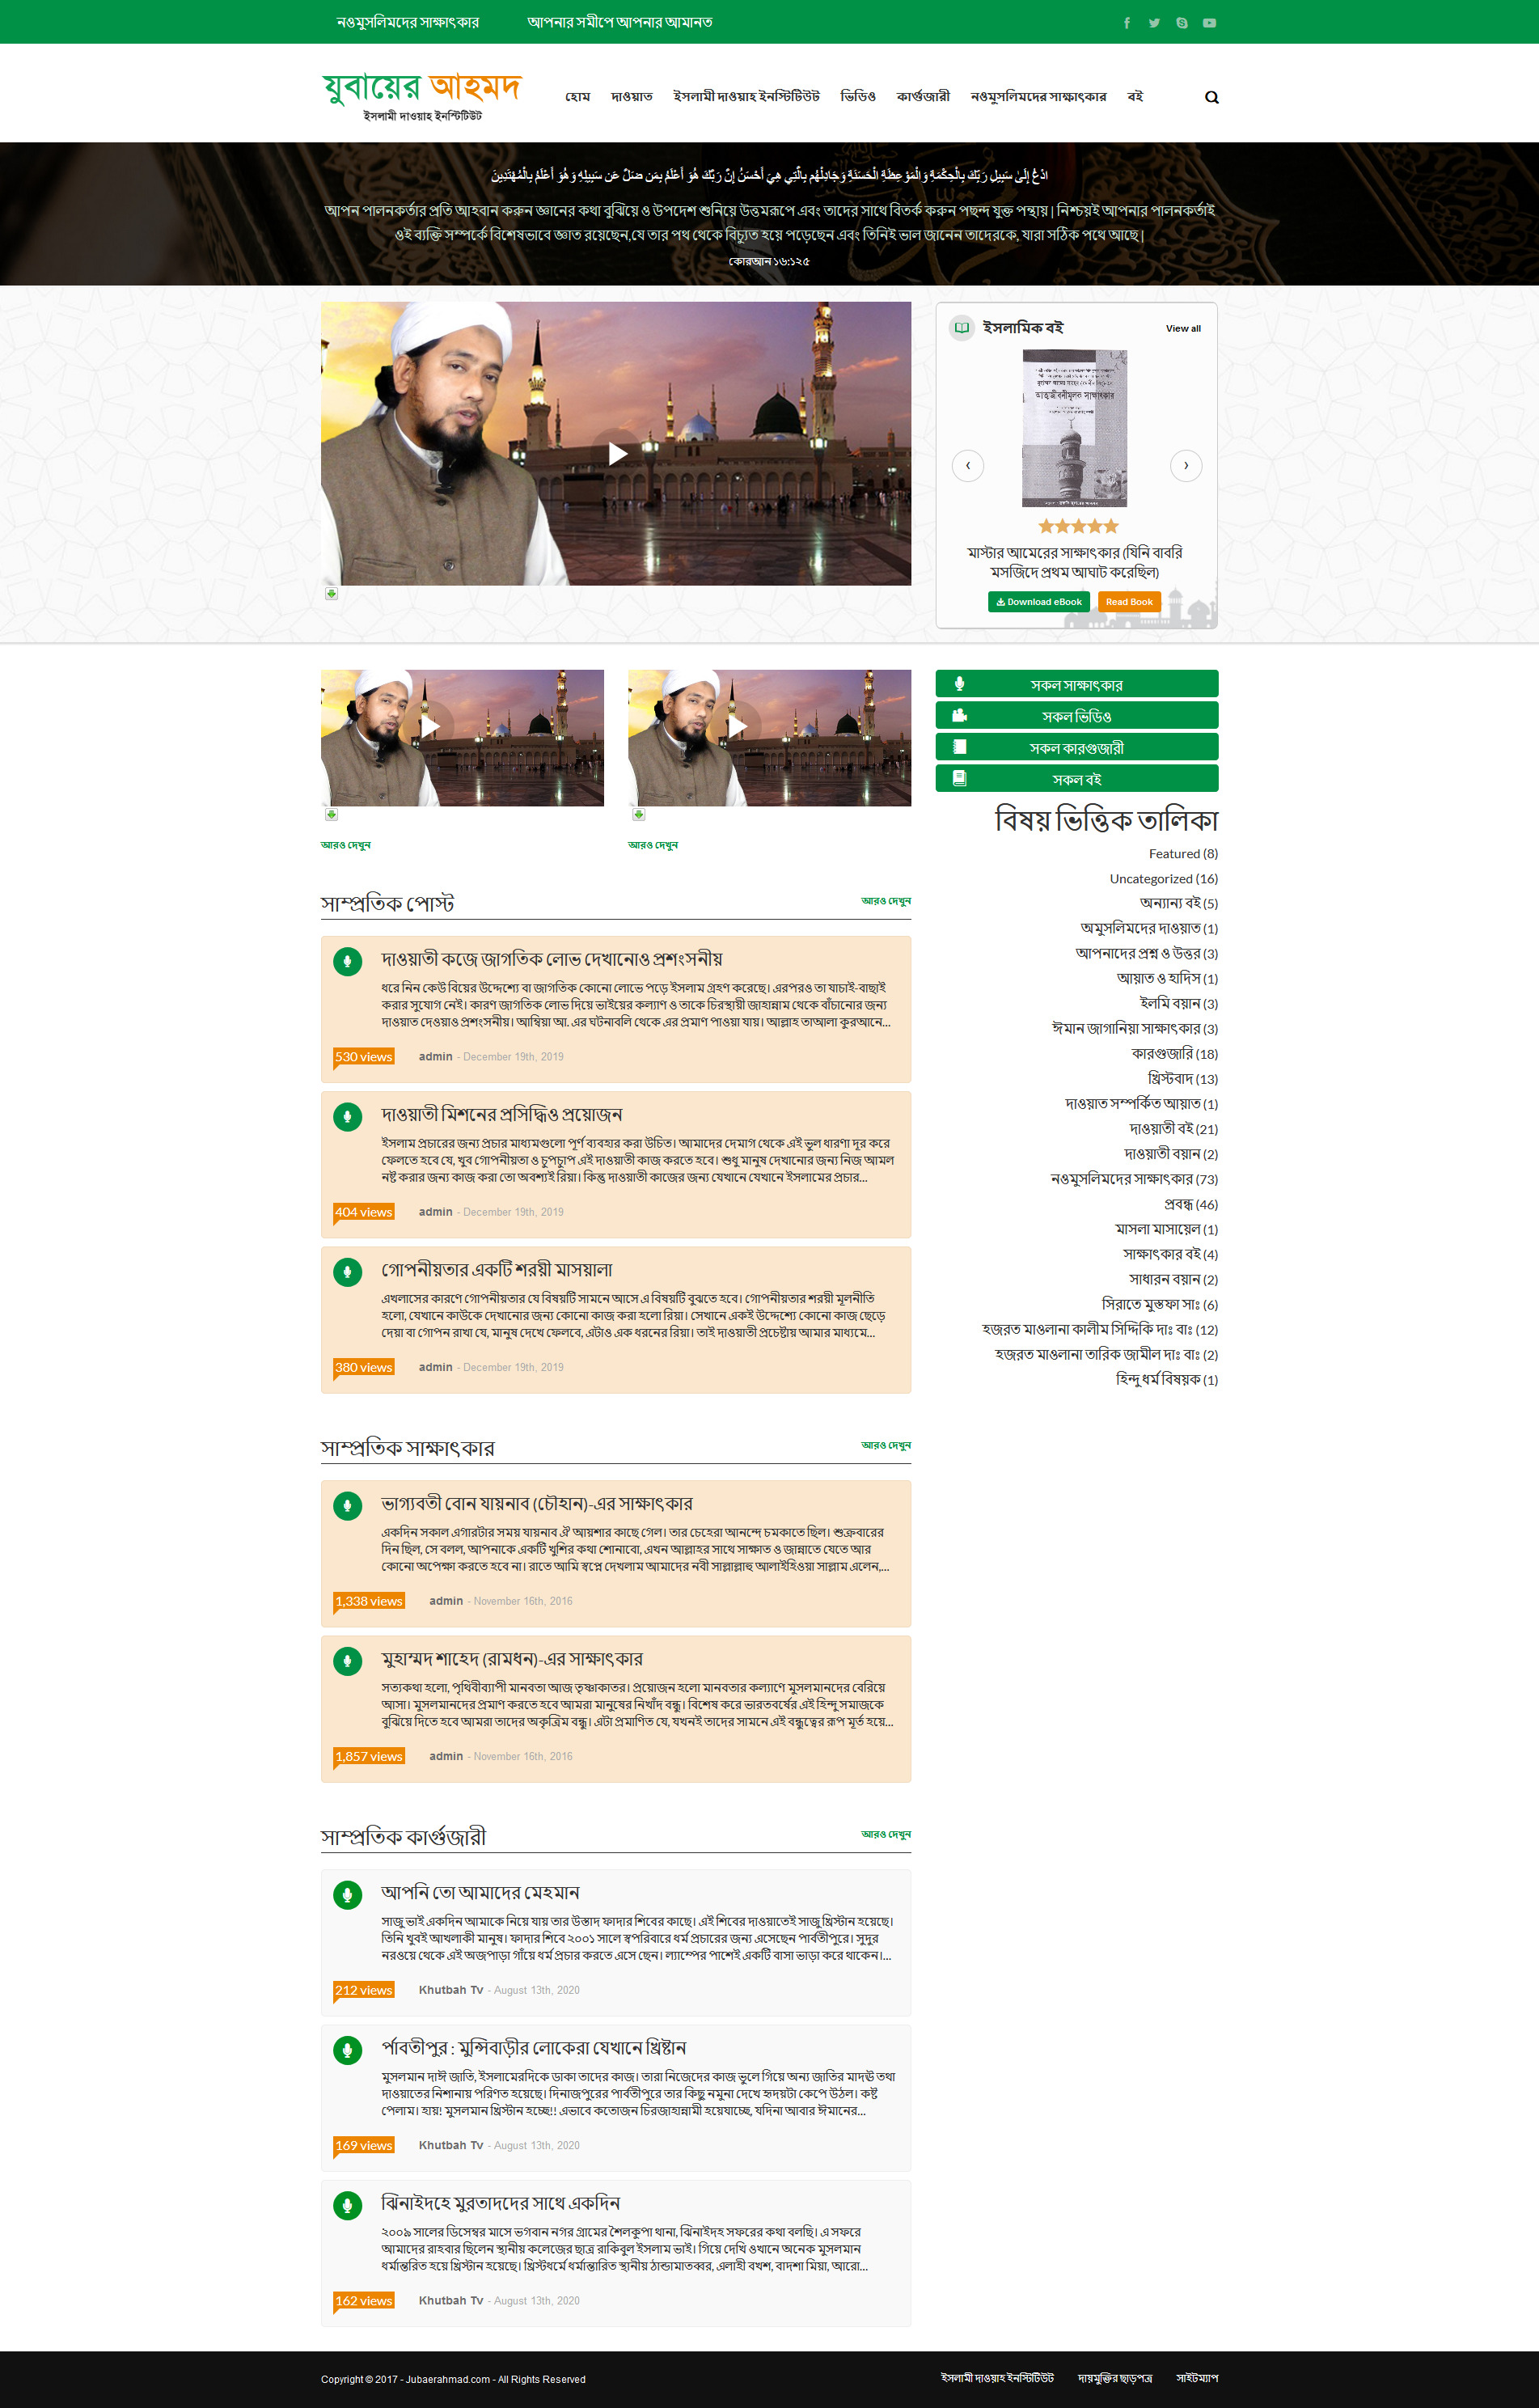 নওমুসলিমদের সাক্ষাৎকার
আপনার সমীপে আপনার আমানত
যুবায়ের আহমদ
ইসলামী দাওয়াহ ইনস্টিটিউট
হোম
দাওয়াত
ইসলামী দাওয়াহ ইনস্টিটিউট
ভিডিও
কার্গুজারী
নওমুসলিমদের সাক্ষাৎকার
বই
ادْعُ إِلَىٰ سَبِيلِ رَبِّكَ بِالْحِكْمَةِ وَالْمَوْعِظَةِ الْحَسَنَةِ وَجَادِلْهُم بِالَّتِي هِيَ أَحْسَنُ إِنَّ رَبَّكَ هُوَ أَعْلَمُ بِمَن ضَلَّ عَن سَبِيلِهِ وَهُوَ أَعْلَمُ بِالْمُهْتَدِينَ
আপন পালনকর্তার প্রতি আহবান করুন জ্ঞানের কথা বুঝিয়ে ও উপদেশ শুনিয়ে উত্তমরূপে এবং তাদের সাথে বিতর্ক করুন পছন্দ যুক্ত পন্থায় | নিশ্চয়ই আপনার পালনকর্তাই
ওই ব্যক্তি সম্পর্কে বিশেষভাবে জ্ঞাত রয়েছেন,যে তার পথ থেকে বিচ্যুত হয়ে পড়েছেন এবং তিনিই ভাল জানেন তাদেরকে, যারা সঠিক পথে আছে |
কোরআন ১৬:১২৫
ইসলামিক বই
View all
আত্মজীবনীমূলক সাক্ষাৎকার
মাস্টার আমেরের সাক্ষাৎকার (যিনি বাবরি
মসজিদে প্রথম আঘাট করেছিল)
Download eBook
Read Book
আরও দেখুন
আরও দেখুন
সকল সাক্ষাৎকার
সকল ভিডিও
সকল কারগুজারী
সকল বই
বিষয় ভিত্তিক তালিকা
Featured (8)
Uncategorized (16)
অন্যান্য বই (5)
অমুসলিমদের দাওয়াত (1)
আপনাদের প্রশ্ন ও উত্তর (3)
আয়াত ও হাদিস (1)
ইলমি বয়ান (3)
ঈমান জাগানিয়া সাক্ষাৎকার (3)
কারগুজারি (18)
খ্রিস্টবাদ (13)
দাওয়াত সম্পর্কিত আয়াত (1)
দাওয়াতী বই (21)
দাওয়াতী বয়ান (2)
নওমুসলিমদের সাক্ষাৎকার (73)
প্রবন্ধ (46)
মাসলা মাসায়েল (1)
সাক্ষাৎকার বই (4)
সাধারন বয়ান (2)
সিরাতে মুস্তফা সাঃ (6)
হজরত মাওলানা কালীম সিদ্দিকি দাঃ বাঃ (12)
হজরত মাওলানা তারিক জামীল দাঃ বাঃ (2)
হিন্দু ধর্ম বিষয়ক (1)
সাম্প্রতিক পোস্ট
আরও দেখুন
দাওয়াতী কজে জাগতিক লোভ দেখানোও প্রশংসনীয়
ধরে নিন কেউ বিয়ের উদ্দেশ্যে বা জাগতিক কোনো লোভে পড়ে ইসলাম গ্রহণ করেছে। এরপরও তা যাচাই-বাছাই
করার সুযোগ নেই। কারণ জাগতিক লোভ দিয়ে ভাইয়ের কল্যাণ ও তাকে চিরস্থায়ী জাহান্নাম থেকে বাঁচানোর জন্য
দাওয়াত দেওয়াও প্রশংসনীয়। আম্বিয়া আ. এর ঘটনাবলি থেকে এর প্রমাণ পাওয়া যায়। আল্লাহ তাআলা কুরআনে...
530 views
admin - December 19th, 2019
দাওয়াতী মিশনের প্রসিদ্ধিও প্রয়োজন
ইসলাম প্রচারের জন্য প্রচার মাধ্যমগুলো পূর্ণ ব্যবহার করা উচিত। আমাদের দেমাগ থেকে এই ভুল ধারণা দূর করে
ফেলতে হবে যে, খুব গোপনীয়তা ও চুপচুাপ এই দাওয়াতী কাজ করতে হবে। শুধু মানুষ দেখানোর জন্য নিজ আমল
নষ্ট করার জন্য কাজ করা তো অবশ্যই রিয়া। কিন্তু দাওয়াতী কাজের জন্য যেখানে যেখানে ইসলামের প্রচার...
404 views
admin - December 19th, 2019
গোপনীয়তার একটি শরয়ী মাসয়ালা
এখলাসের কারণে গোপনীয়তার যে বিষয়টি সামনে আসে এ বিষয়টি বুঝতে হবে। গোপনীয়তার শরয়ী মূলনীতি
হলো, যেখানে কাউকে দেখানোর জন্য কোনো কাজ করা হলো রিয়া। সেখানে একই উদ্দেশ্যে কোনো কাজ ছেড়ে
দেয়া বা গোপন রাখা যে, মানুষ দেখে ফেলবে, এটাও এক ধরনের রিয়া। তাই দাওয়াতী প্রচেষ্টায় আমার মাধ্যমে...
380 views
admin - December 19th, 2019
সাম্প্রতিক সাক্ষাৎকার
আরও দেখুন
ভাগ্যবতী বোন যায়নাব (চৌহান)-এর সাক্ষাৎকার
একদিন সকাল এগারটার সময় যায়নাব ঐ আয়শার কাছে গেল। তার চেহেরা আনন্দে চমকাতে ছিল। শুক্রবারের
দিন ছিল, সে বলল, আপনাকে একটি খুশির কথা শোনাবো, এখন আল্লাহর সাথে সাক্ষাত ও জান্নাতে যেতে আর
কোনো অপেক্ষা করতে হবে না। রাতে আমি স্বপ্নে দেখলাম আমাদের নবী সাল্লাল্লাহু আলাইহিওয়া সাল্লাম এলেন,...
1,338 views
admin - November 16th, 2016
মুহাম্মদ শাহেদ (রামধন)-এর সাক্ষাৎকার
সত্যকথা হলো, পৃথিবীব্যাপী মানবতা আজ তৃষ্ণাকাতর। প্রয়োজন হলো মানবতার কল্যাণে মুসলমানদের বেরিয়ে
আসা। মুসলমানদের প্রমাণ করতে হবে আমরা মানুষের নিখাঁদ বন্ধু। বিশেষ করে ভারতবর্ষের এই হিন্দু সমাজকে
বুঝিয়ে দিতে হবে আমরা তাদের অকৃত্রিম বন্ধু। এটা প্রমাণিত যে, যখনই তাদের সামনে এই বন্ধুত্বের রূপ মূর্ত হয়ে...
1,857 views
admin - November 16th, 2016
সাম্প্রতিক কার্গুজারী
আরও দেখুন
আপনি তো আমাদের মেহমান
সাজু ভাই একদিন আমাকে নিয়ে যায় তার উস্তাদ ফাদার শিবের কাছে। এই শিবের দাওয়াতেই সাজু খ্রিস্টান হয়েছে।
তিনি খুবই আখলাকী মানুষ। ফাদার শিবে ২০০১ সালে স্বপরিবারে ধর্ম প্রচারের জন্য এসেছেন পার্বতীপুরে। সুদুর
নরওয়ে থেকে এই অজপাড়া গাঁয়ে ধর্ম প্রচার করতে এসে ছেন। ল্যাম্পের পাশেই একটি বাসা ভাড়া করে থাকেন।...
212 views
Khutbah Tv - August 13th, 2020
র্পাবতীপুর : মুন্সিবাড়ীর লোকেরা যেখানে খ্রিষ্টান
মুসলমান দাঈ জাতি, ইসলামেরদিকে ডাকা তাদের কাজ। তারা নিজেদের কাজ ভুলে গিয়ে অন্য জাতির মাদঊ তথা
দাওয়াতের নিশানায় পরিণত হয়েছে। দিনাজপুরের পার্বতীপুরে তার কিছু নমুনা দেখে হৃদয়টা কেপে উঠল। কষ্ট
পেলাম। হায়! মুসলমান খ্রিস্টান হচ্ছে!! এভাবে কতোজন চিরজাহান্নামী হয়েযাচ্ছে, যদিনা আবার ঈমানের...
169 views
Khutbah Tv - August 13th, 2020
ঝিনাইদহে মুরতাদদের সাথে একদিন
২০০৯ সালের ডিসেম্বর মাসে ভগবান নগর গ্রামের শৈলকুপা থানা, ঝিনাইদহ সফরের কথা বলছি। এ সফরে
আমাদের রাহবার ছিলেন স্থানীয় কলেজের ছাত্র রাকিবুল ইসলাম ভাই। গিয়ে দেখি ওখানে অনেক মুসলমান
ধর্মান্তরিত হয়ে খ্রিস্টান হয়েছে। খ্রিস্টধর্মে ধর্মান্তারিত স্থানীয় ঠান্ডামাতব্বর, এলাহী বখশ, বাদশা মিয়া, আরো...
162 views
Khutbah Tv - August 13th, 2020
Copyright © 2017 - Jubaerahmad.com - All Rights Reserved
ইসলামী দাওয়াহ ইনস্টিটিউট
দায়মুক্তির ছাড়পত্র
সাইটম্যাপ